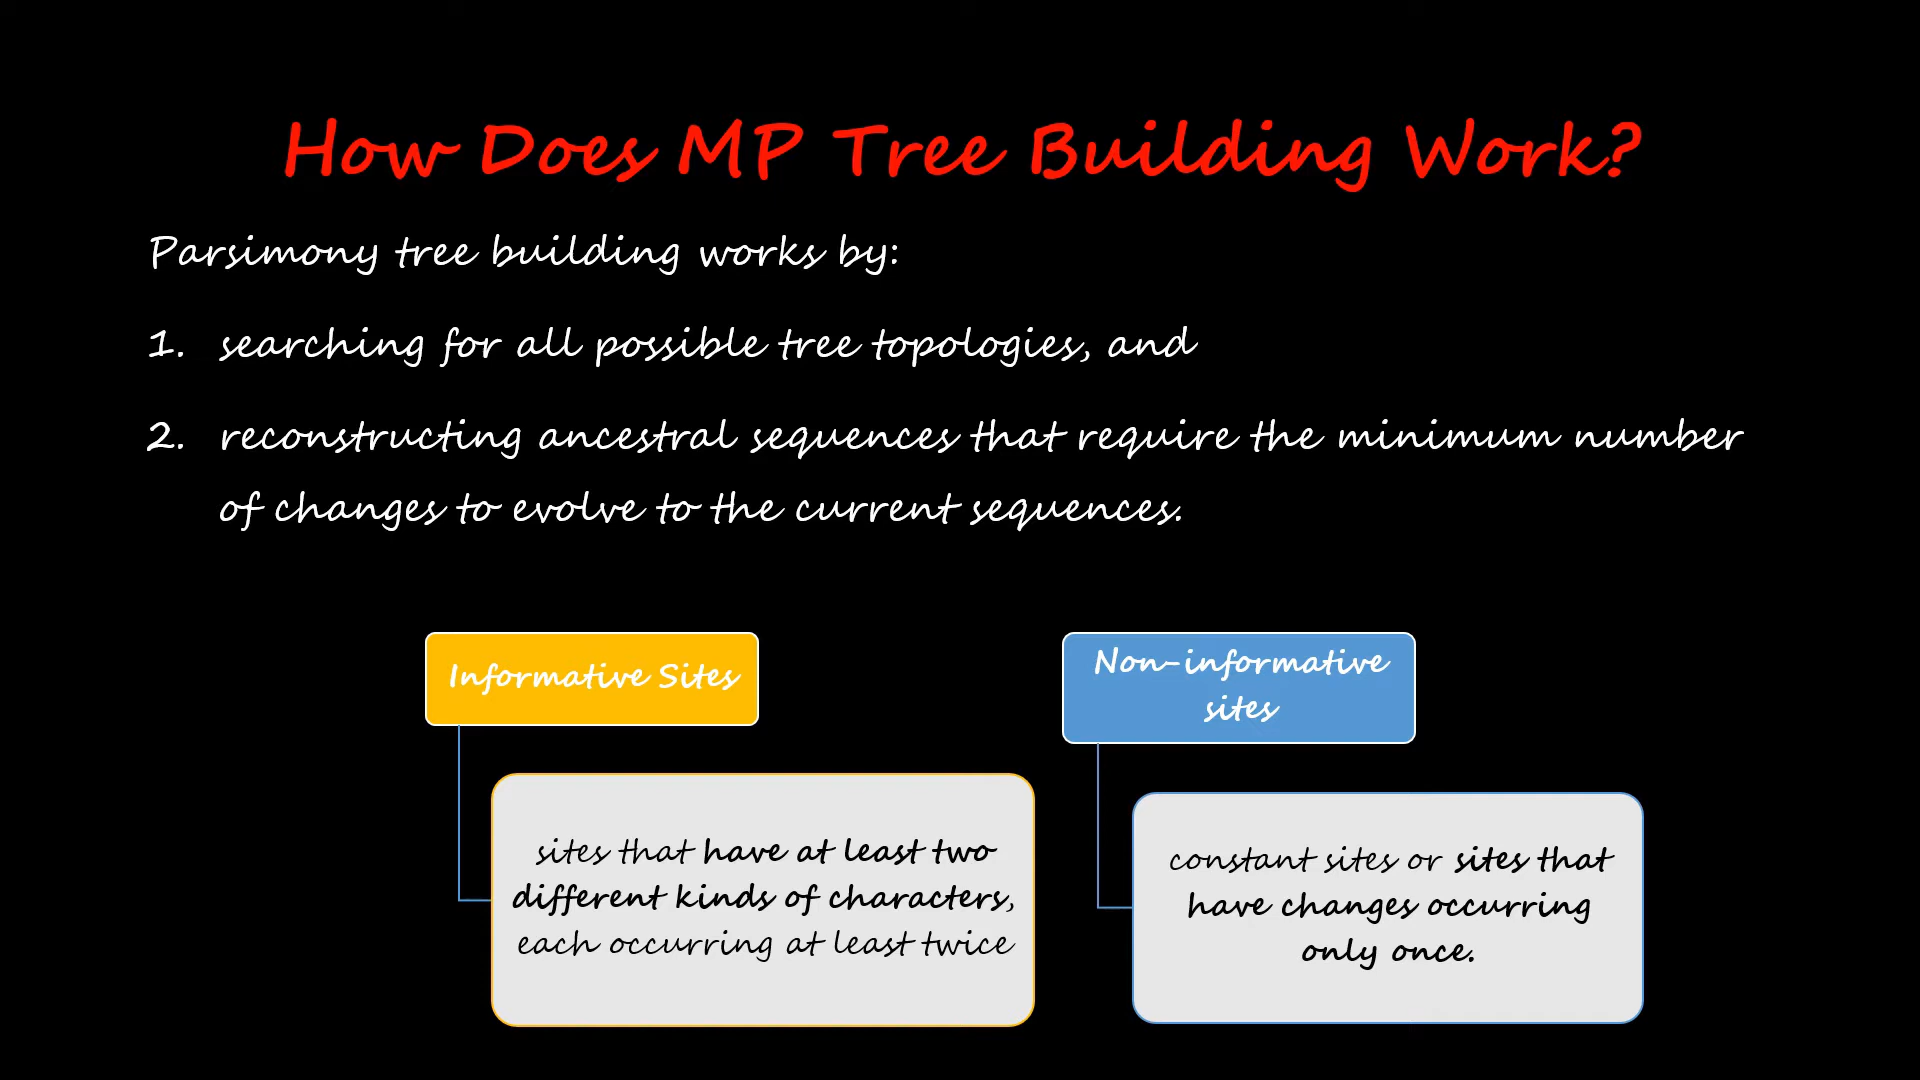 How Does MP Tree Building Work?
Parsimony tree building works by:
1. searching for all possible tree topologies, and
2. reconstructing ancestral sequences that require the minimum number
of changes to evolve to the current sequences.
Informative Sites
sites that have at least two
different kinds of characters,
each occurring at least twice
Non-informative
sites
constant sites or sites that
have changes occurring
only once.